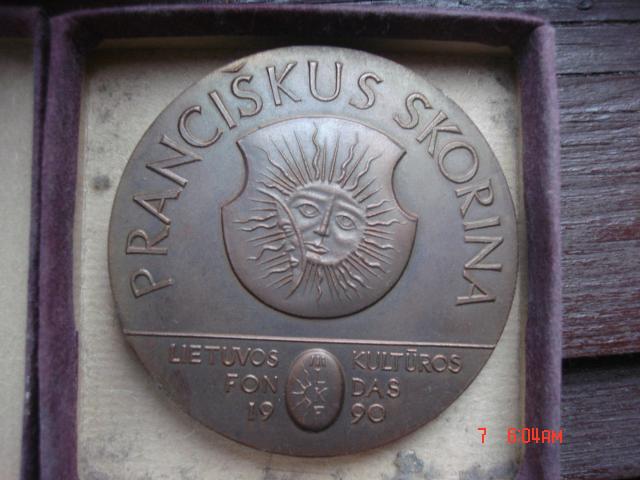 PRANCIŠKUS SKORINA
LIETUVOS KULTŪROS
FON DAS
19 90
7 6:04AM